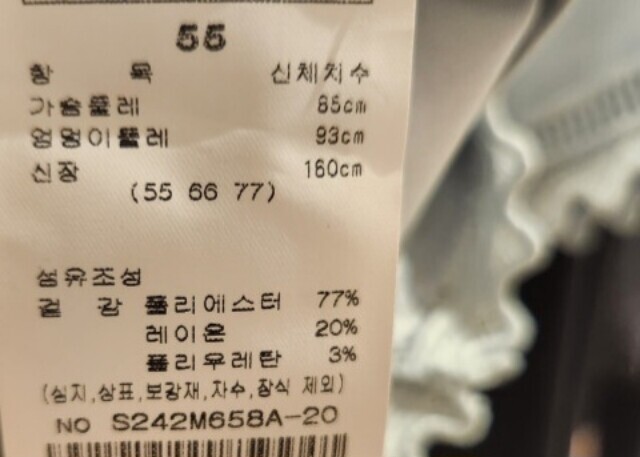 55
항 목 신체치수
가슴둘레 85cm
엉덩이둘레 93cm
신장 160cm
(55 66 77)
섬유조성
겉 감 폴리에스터 77%
레이온 20%
폴리우레탄 3%
(심지,상표,보강재,자수,장식 제외)
NO S242M658A-20